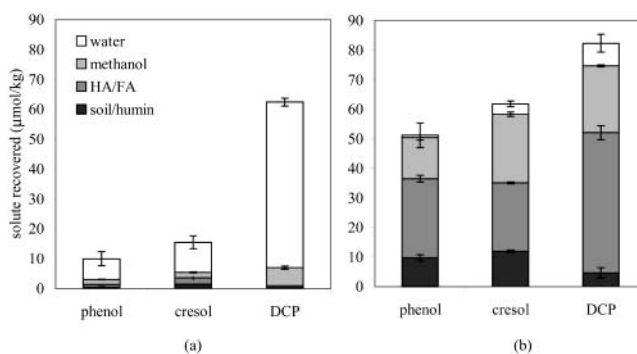 90
80
70
60
50
40
30
20
10
0
solute recovered (µmol/kg)
water
methanol
HA/FA
soil/humin
phenol cresol DCP
(a)
90
80
70
60
50
40
30
20
10
0
phenol cresol DCP
(b)